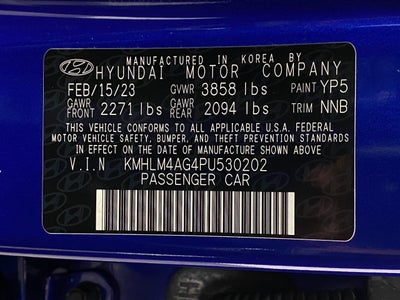 MANUFACTURED IN KOREA BY
HYUNDAI MOTOR COMPANY
FEB/15/23 GVWR 3858 lbs PAINT YP5
GAWR FRONT 2271 lbs GAWR REAR 2094 lbs TRIM NNB
THIS VEHICLE CONFORMS TO ALL APPLICABLE U.S.A. FEDERAL
MOTOR VEHICLE SAFETY, BUMPER, AND THEFT PREVENTION STANDARDS
IN EFFECT ON THE DATE OF MANUFACTURE SHOWN ABOVE.
V.I.N KMHLM4AG4PU530202
PASSENGER CAR